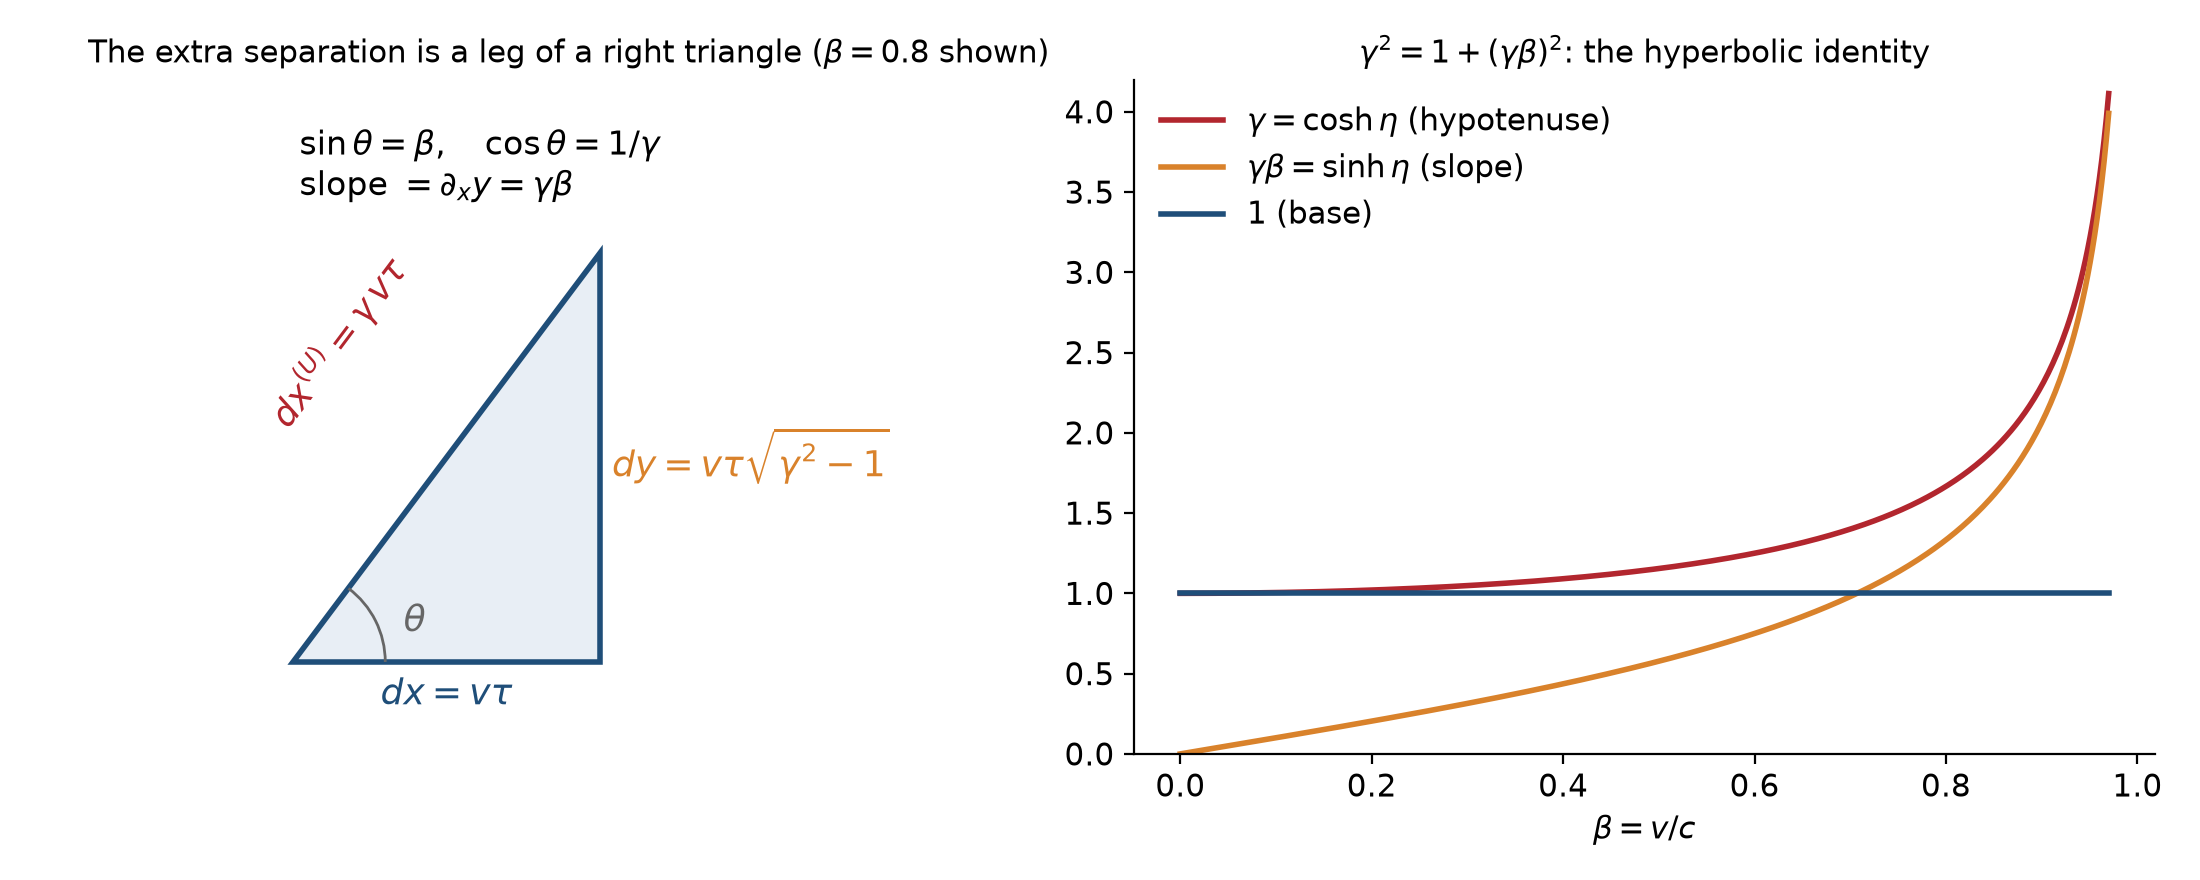 The extra separation is a leg of a right triangle (β = 0.8 shown)
sin θ = β, cos θ = 1/γ
slope = ∂ₓy = γβ
dx⁽ᵁ⁾ = γ vτ
dy = vτ√(γ² − 1)
θ
dx = vτ
γ² = 1 + (γβ)²: the hyperbolic identity
γ = cosh η (hypotenuse)
γβ = sinh η (slope)
1 (base)
4.0
3.5
3.0
2.5
2.0
1.5
1.0
0.5
0.0
0.0 0.2 0.4 0.6 0.8 1.0
β = v/c